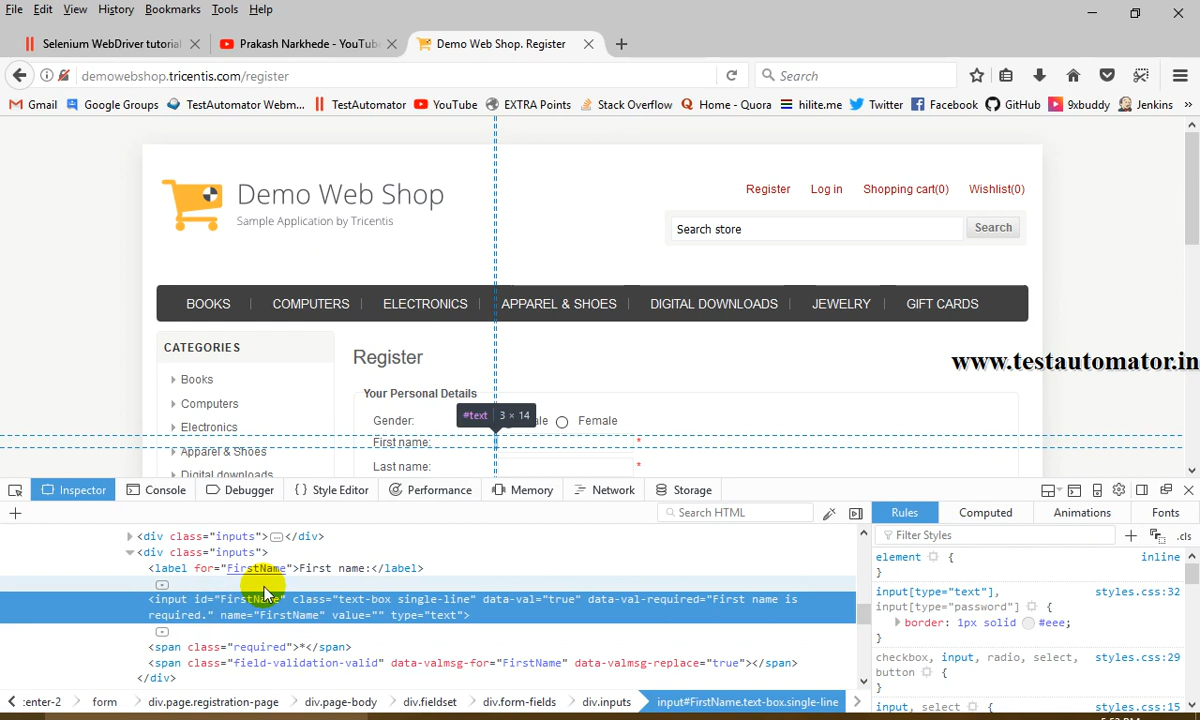 File Edit View History Bookmarks Tools Help
Selenium WebDriver tutorial Prakash Narkhede - YouTube Demo Web Shop. Register
demowebshop.tricentis.com/register Search
Gmail Google Groups TestAutomator Webm... TestAutomator YouTube EXTRA Points Stack Overflow Home - Quora hilite.me Twitter Facebook GitHub 9xbuddy Jenkins »
Demo Web Shop
Sample Application by Tricentis
Register Log in Shopping cart(0) Wishlist(0)
Search store Search
BOOKS COMPUTERS ELECTRONICS APPAREL & SHOES DIGITAL DOWNLOADS JEWELRY GIFT CARDS
CATEGORIES
Books
Computers
Electronics
Apparel & Shoes
Digital downloads
Register
Your Personal Details
#text 3 × 14
Gender: ale Female
First name: *
Last name: *
www.testautomator.in
Inspector Console Debugger { } Style Editor Performance Memory Network Storage
+ Search HTML
<div class="inputs"></div>
<div class="inputs">
<label for="FirstName">First name:</label>
<input id="FirstName" class="text-box single-line" data-val="true" data-val-required="First name is
required." name="FirstName" value="" type="text">
<span class="required">*</span>
<span class="field-validation-valid" data-valmsg-for="FirstName" data-valmsg-replace="true"></span>
</div>
:enter-2 form div.page.registration-page div.page-body div.fieldset div.form-fields div.inputs input#FirstName.text-box.single-line
Rules Computed Animations Fonts
Filter Styles + .cls
element { inline
}
input[type="text"], styles.css:32
input[type="password"] {
border: 1px solid #eee;
}
checkbox, input, radio, select, styles.css:29
button {
}
input, select { styles.css:15